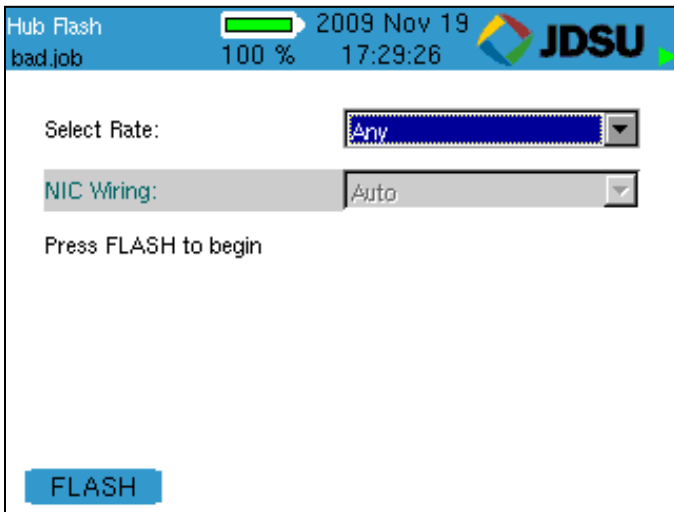 Hub Flash 2009 Nov 19 JDSU
bad.job 100 % 17:29:26
Select Rate: Any
NIC Wiring: Auto
Press FLASH to begin
FLASH